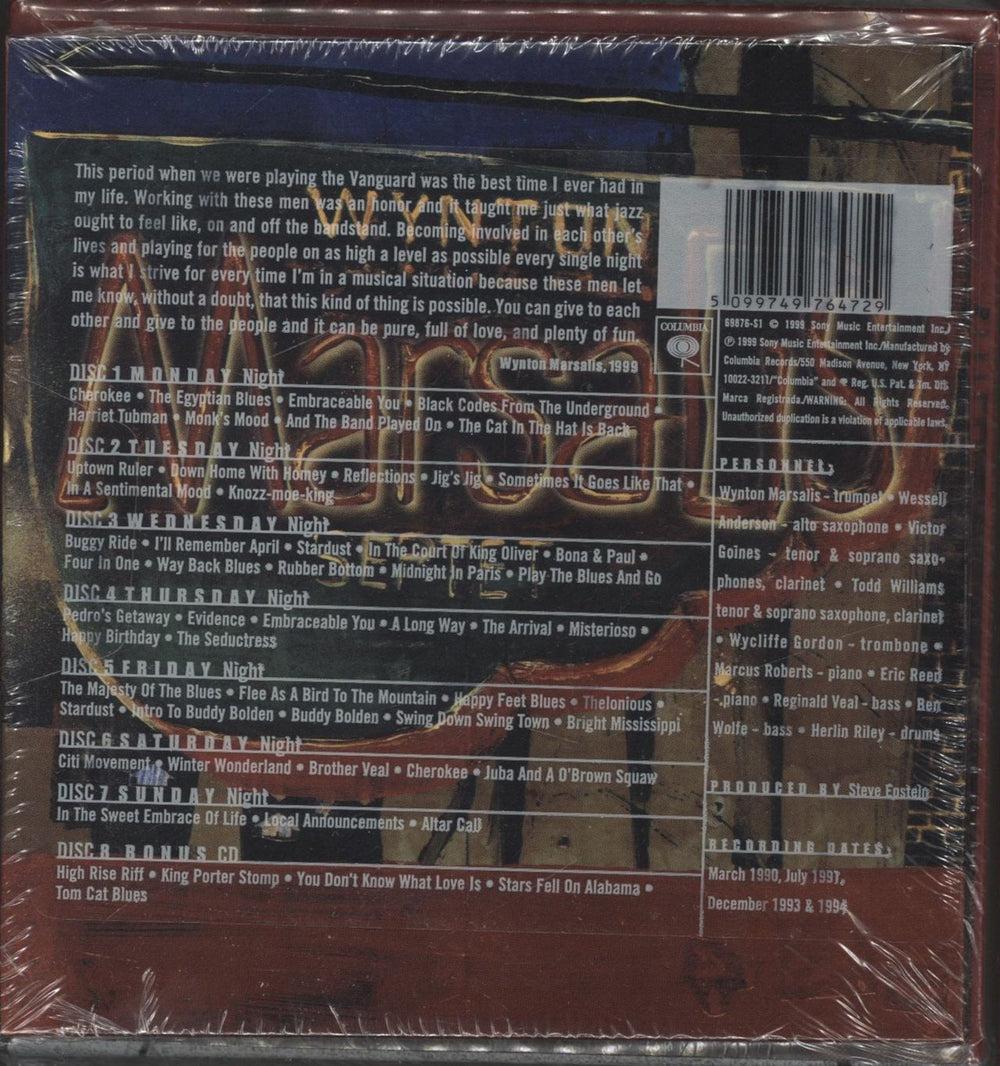 This period when we were playing the Vanguard was the best time I ever had in
my life. Working with these men was an honor and it taught me just what jazz
ought to feel like, on and off the bandstand. Becoming involved in each other's
lives and playing for the people on as high a level as possible every single night
is what I strive for every time I'm in a musical situation because these men let
me know, without a doubt, that this kind of thing is possible. You can give to each
other and give to the people and it can be pure, full of love, and plenty of fun.
Wynton Marsalis, 1999
WYNTON
Marsalis
SEPTET
DISC 1 MONDAY Night
Cherokee • The Egyptian Blues • Embraceable You • Black Codes From The Underground •
Harriet Tubman • Monk's Mood • And The Band Played On • The Cat In The Hat Is Back
DISC 2 TUESDAY Night
Uptown Ruler • Down Home With Homey • Reflections • Jig's Jig • Sometimes It Goes Like That •
In A Sentimental Mood • Knozz-moe-king
DISC 3 WEDNESDAY Night
Buggy Ride • I'll Remember April • Stardust • In The Court Of King Oliver • Bona & Paul •
Four in One • Way Back Blues • Rubber Bottom • Midnight In Paris • Play The Blues And Go
DISC 4 THURSDAY Night
Pedro's Getaway • Evidence • Embraceable You • A Long Way • The Arrival • Misterioso •
Happy Birthday • The Seductress
DISC 5 FRIDAY Night
The Majesty Of The Blues • Flee As A Bird To The Mountain • Happy Feet Blues • Thelonious •
Stardust • Intro To Buddy Bolden • Buddy Bolden • Swing Down Swing Town • Bright Mississippi
DISC 6 SATURDAY Night
Citi Movement • Winter Wonderland • Brother Veal • Cherokee • Juba And A O'Brown Squaw
DISC 7 SUNDAY Night
In The Sweet Embrace Of Life • Local Announcements • Altar Call
DISC 8 BONUS CD
High Rise Riff • King Porter Stomp • You Don't Know What Love Is • Stars Fell On Alabama •
Tom Cat Blues
5 099749 764729
COLUMBIA
69876-S1 © 1999 Sony Music Entertainment Inc./
℗ 1999 Sony Music Entertainment Inc./Manufactured by
Columbia Records/550 Madison Avenue, New York, NY
10022-3211/"Columbia" and Reg. U.S. Pat. & Tm. Off.
Marca Registrada./WARNING: All Rights Reserved.
Unauthorized duplication is a violation of applicable laws.
PERSONNEL:
Wynton Marsalis - trumpet • Wessell
Anderson - alto saxophone • Victor
Goines - tenor & soprano saxo-
phones, clarinet • Todd Williams
tenor & soprano saxophone, clarinet
• Wycliffe Gordon - trombone •
Marcus Roberts - piano • Eric Reed
- piano • Reginald Veal - bass • Ben
Wolfe - bass • Herlin Riley - drums
PRODUCED BY Steve Epstein
RECORDING DATES:
March 1990, July 1991,
December 1993 & 1994